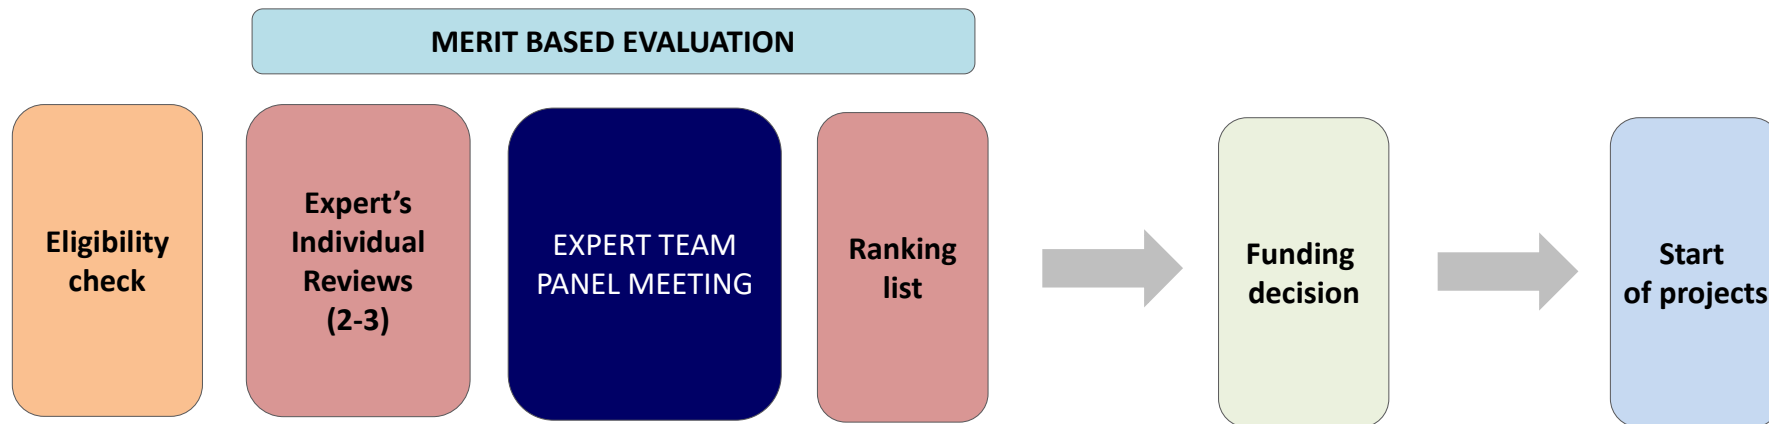 MERIT BASED EVALUATION
Eligibility
check
Expert’s
Individual
Reviews
(2-3)
EXPERT TEAM
PANEL MEETING
Ranking
list
Funding
decision
Start
of projects